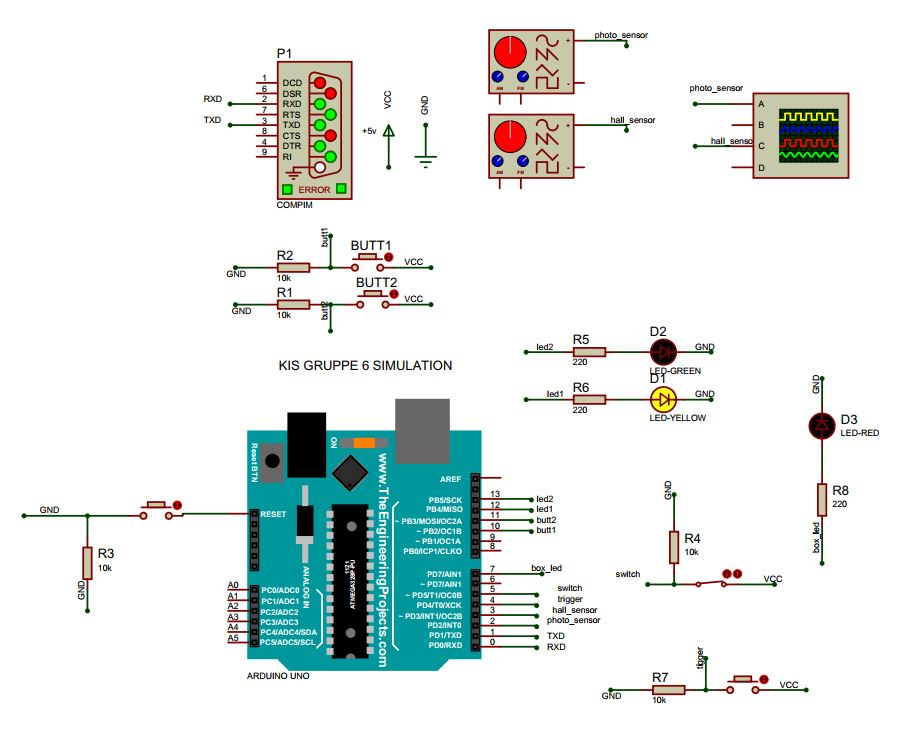 P1
1 DCD
6 DSR
RXD 2 RXD
7 RTS
TXD 3 TXD
8 CTS
4 DTR
9 RI
ERROR
COMPIM
VCC
+5v
GND
photo_sensor
+
-
AM FM
hall_sensor
+
-
AM FM
photo_sensor
A
B
hall_senso C
D
butt1
R2 BUTT1
GND 10k VCC
R1 BUTT2
GND 10k butt2 VCC
KIS GRUPPE 6 SIMULATION
led2 R5 D2 GND
220 LED-GREEN
led1 R6 D1 GND
220 LED-YELLOW
GND
D3
LED-RED
R8
220
box_led
Reset BTN
ON
www.TheEngineeringProjects.com
AREF
PB5/SCK 13 led2
PB4/MISO 12 led1
~ PB3/MOSI/OC2A 11 butt2
~ PB2/OC1B 10 butt1
~ PB1/OC1A 9
PB0/ICP1/CLKO 8
PD7/AIN1 7 box_led
~ PD7/AIN1 6
~ PD5/T1/OC0B 5 switch
PD4/T0/XCK 4 trigger
~ PD3/INT1/OC2B 3 hall_sensor
PD2/INT0 2 photo_sensor
PD1/TXD 1 TXD
PD0/RXD 0 RXD
RESET
ANALOG IN
1121
ATMEGA328P-PU
A0 PC0/ADC0
A1 PC1/ADC1
A2 PC2/ADC2
A3 PC3/ADC3
A4 PC4/ADC4/SDA
A5 PC5/ADC5/SCL
ARDUINO UNO
GND
R3
10k
GND
GND
R4
10k
switch VCC
tigger
R7
GND 10k VCC